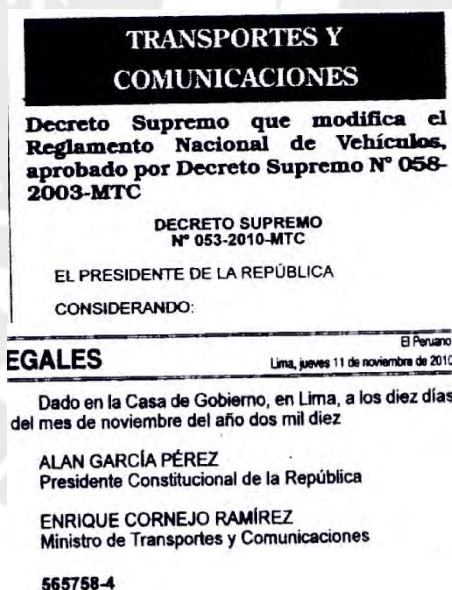 TRANSPORTES Y
COMUNICACIONES
Decreto Supremo que modifica el
Reglamento Nacional de Vehículos,
aprobado por Decreto Supremo Nº 058-
2003-MTC
DECRETO SUPREMO
Nº 053-2010-MTC
EL PRESIDENTE DE LA REPÚBLICA
CONSIDERANDO:
El Peruano
EGALES
Lima, jueves 11 de noviembre de 2010
Dado en la Casa de Gobierno, en Lima, a los diez días
del mes de noviembre del año dos mil diez
ALAN GARCÍA PÉREZ
Presidente Constitucional de la República
ENRIQUE CORNEJO RAMÍREZ
Ministro de Transportes y Comunicaciones
565758-4